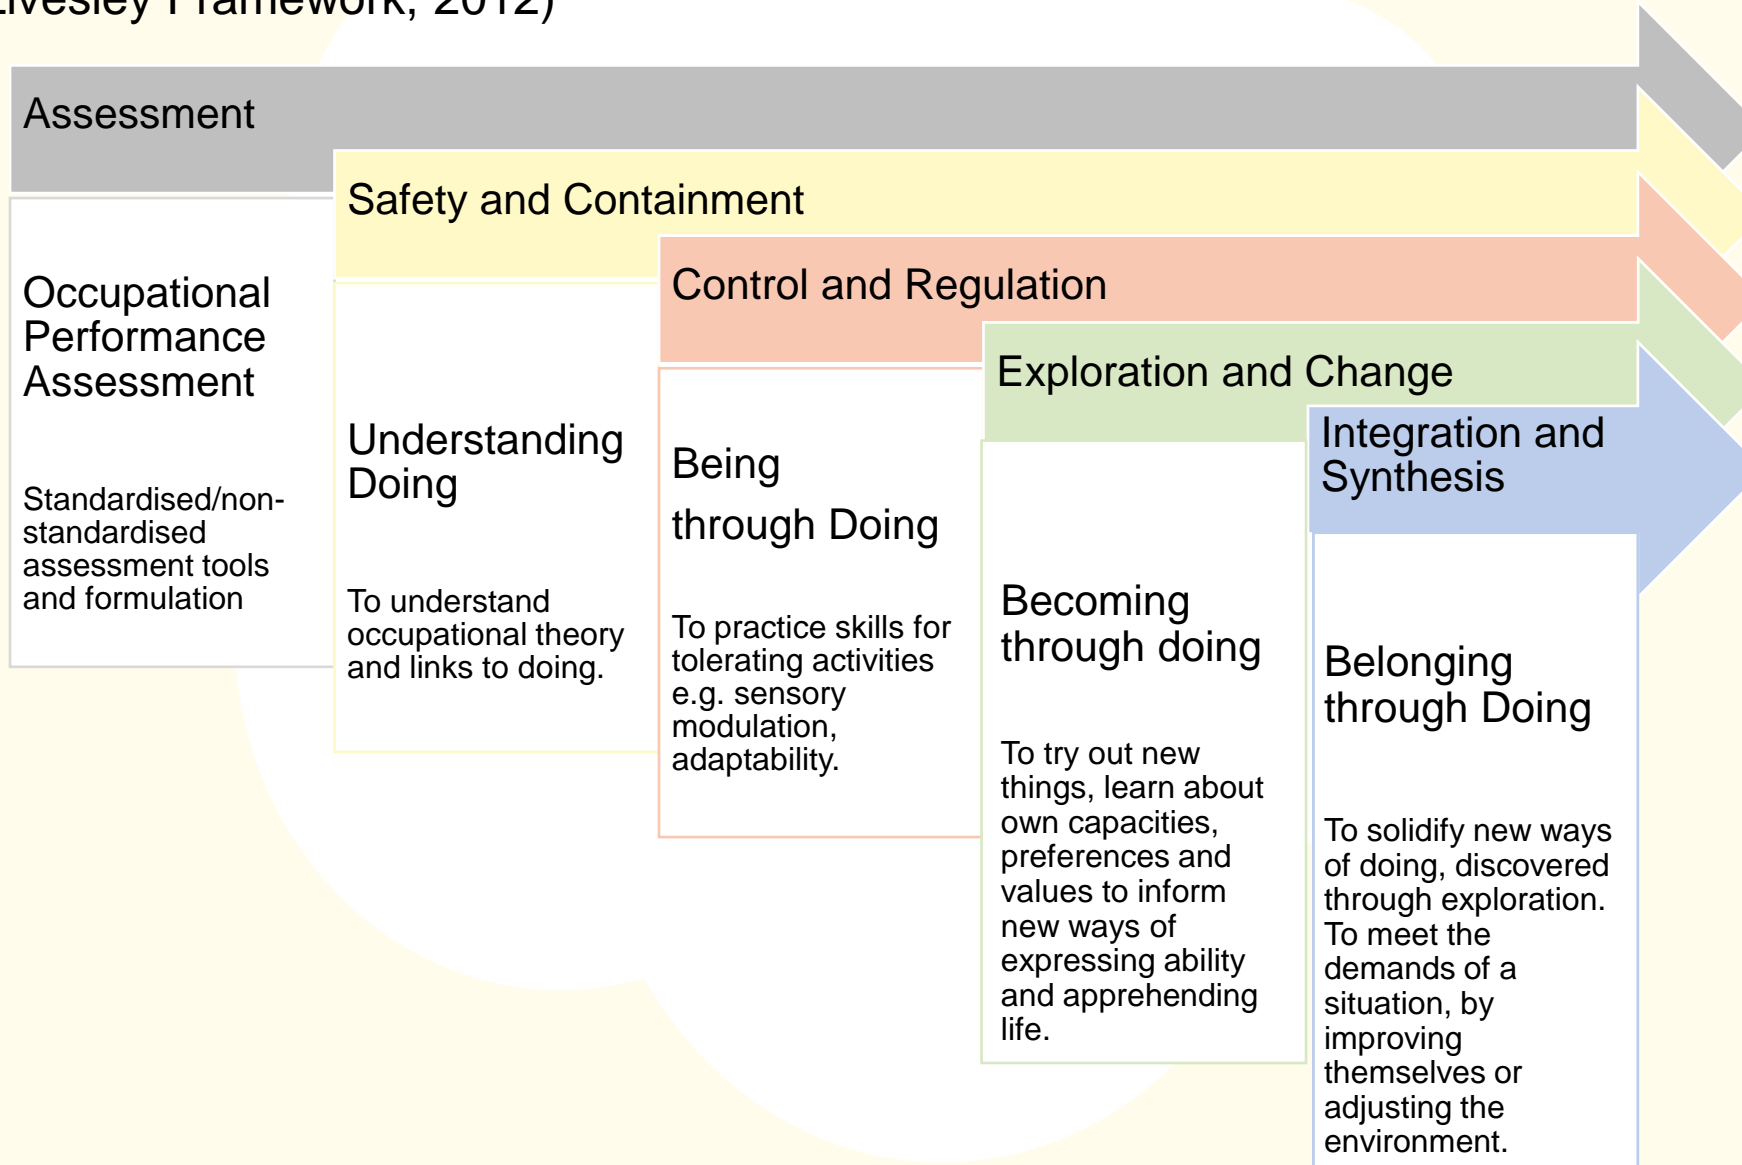 Framework, 2012)
Assessment
Occupational
Performance
Assessment
Standardised/non-
standardised
assessment tools
and formulation
Safety and Containment
Understanding
Doing
To understand
occupational theory
and links to doing.
Control and Regulation
Being
through Doing
To practice skills for
tolerating activities
e.g. sensory
modulation,
adaptability.
Exploration and Change
Becoming
through doing
To try out new
things, learn about
own capacities,
preferences and
values to inform
new ways of
expressing ability
and apprehending
life.
Integration and
Synthesis
Belonging
through Doing
To solidify new ways
of doing, discovered
through exploration.
To meet the
demands of a
situation, by
improving
themselves or
adjusting the
environment.